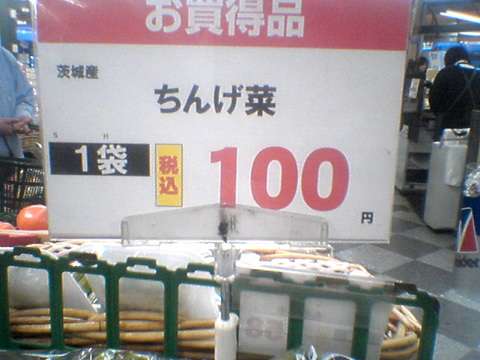 お買得品
茨城産
ちんげ菜
S H
1袋
税込
100
円